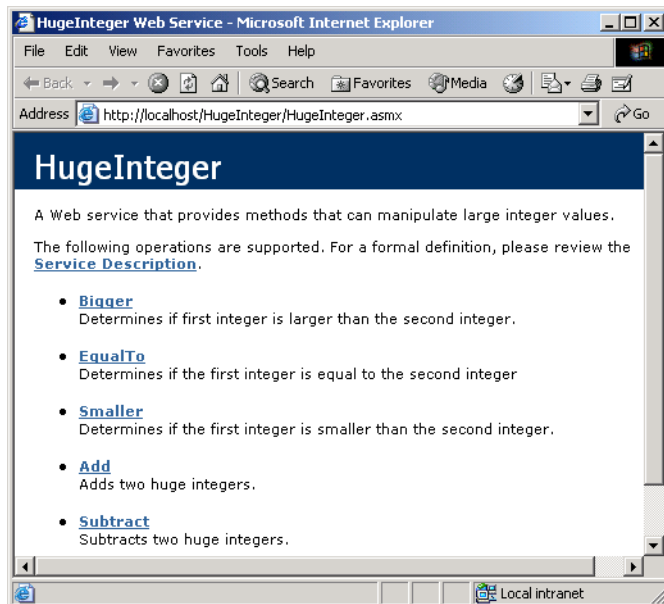 HugeInteger Web Service - Microsoft Internet Explorer
File Edit View Favorites Tools Help
Back Search Favorites Media
Address http://localhost/HugeInteger/HugeInteger.asmx Go
HugeInteger
A Web service that provides methods that can manipulate large integer values.
The following operations are supported. For a formal definition, please review the
Service Description.
• Bigger
Determines if first integer is larger than the second integer.
• EqualTo
Determines if the first integer is equal to the second integer
• Smaller
Determines if the first integer is smaller than the second integer.
• Add
Adds two huge integers.
• Subtract
Subtracts two huge integers.
Local intranet